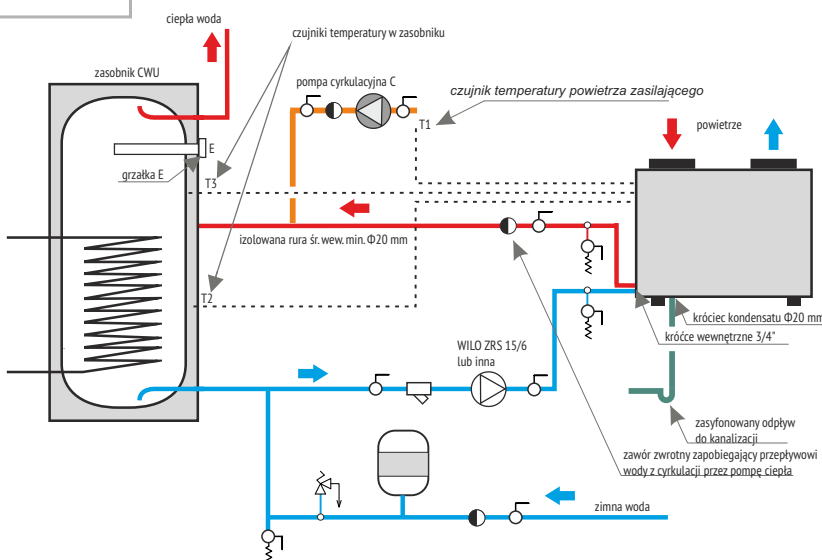 ciepła woda
czujniki temperatury w zasobniku
zasobnik CWU
pompa cyrkulacyjna C
czujnik temperatury powietrza zasilającego
T1
powietrze
E
grzałka E
T3
izolowana rura śr. wew. min. Φ20 mm
T2
króciec kondensatu Φ20 mm
króćce wewnętrzne 3/4"
WILO ZRS 15/6
lub inna
zasyfonowany odpływ
do kanalizacji
zawór zwrotny zapobiegający przepływowi
wody z cyrkulacji przez pompę ciepła
zimna woda